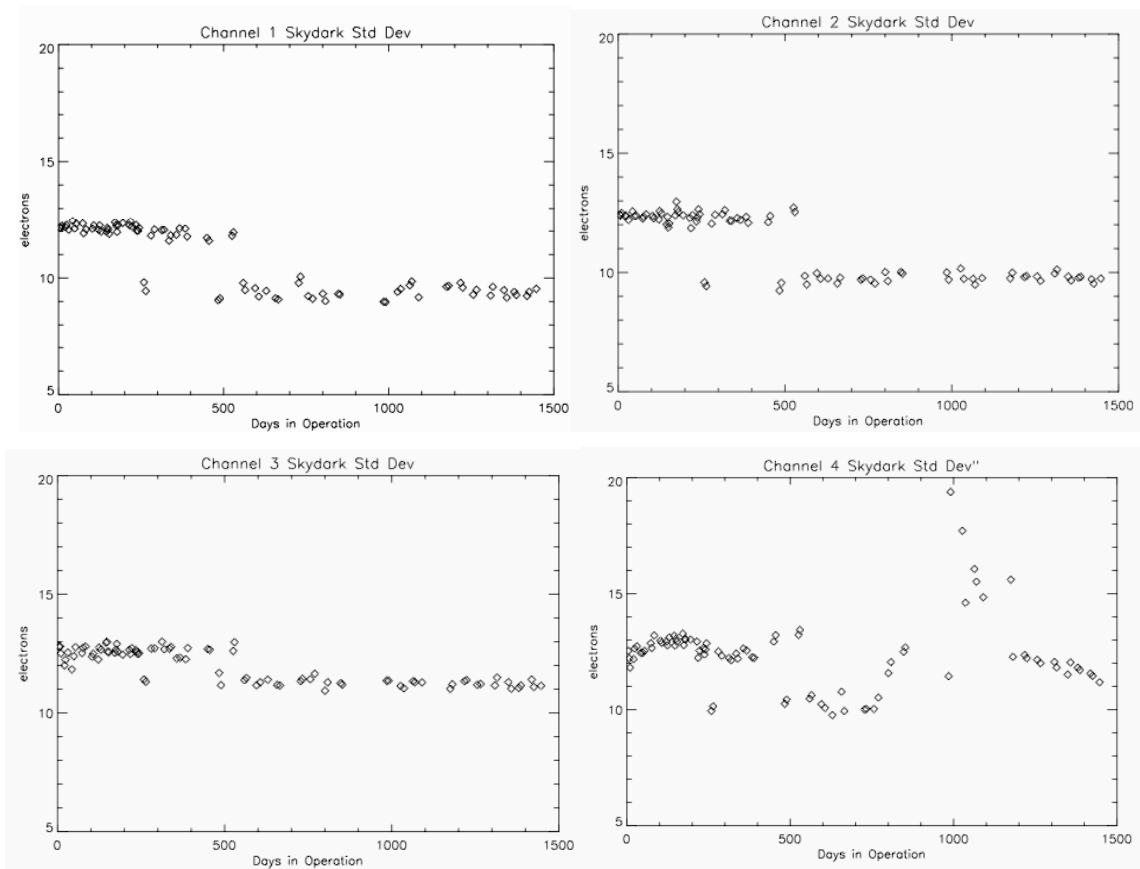 Channel 1 Skydark Std Dev
20
15
10
5
electrons
0 500 1000 1500
Days in Operation
Channel 2 Skydark Std Dev
20
15
10
5
electrons
0 500 1000 1500
Days in Operation
Channel 3 Skydark Std Dev
20
15
10
5
electrons
0 500 1000 1500
Days in Operation
Channel 4 Skydark Std Dev"
20
15
10
5
electrons
0 500 1000 1500
Days in Operation